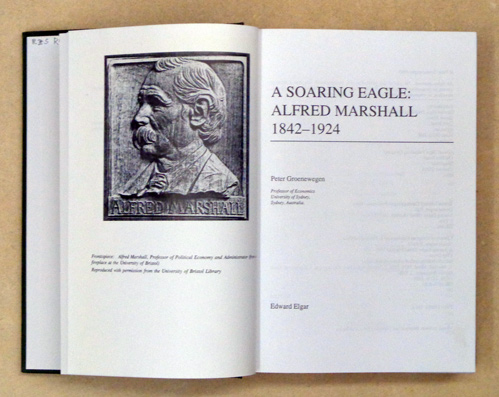 ALFRED MARSHALL
Frontispiece: Alfred Marshall, Professor of Political Economy and Administrator
fireplace at the University of Bristol)
Reproduced with permission from the University of Bristol Library
A SOARING EAGLE:
ALFRED MARSHALL
1842–1924
Peter Groenewegen
Professor of Economics
University of Sydney,
Sydney, Australia
Edward Elgar